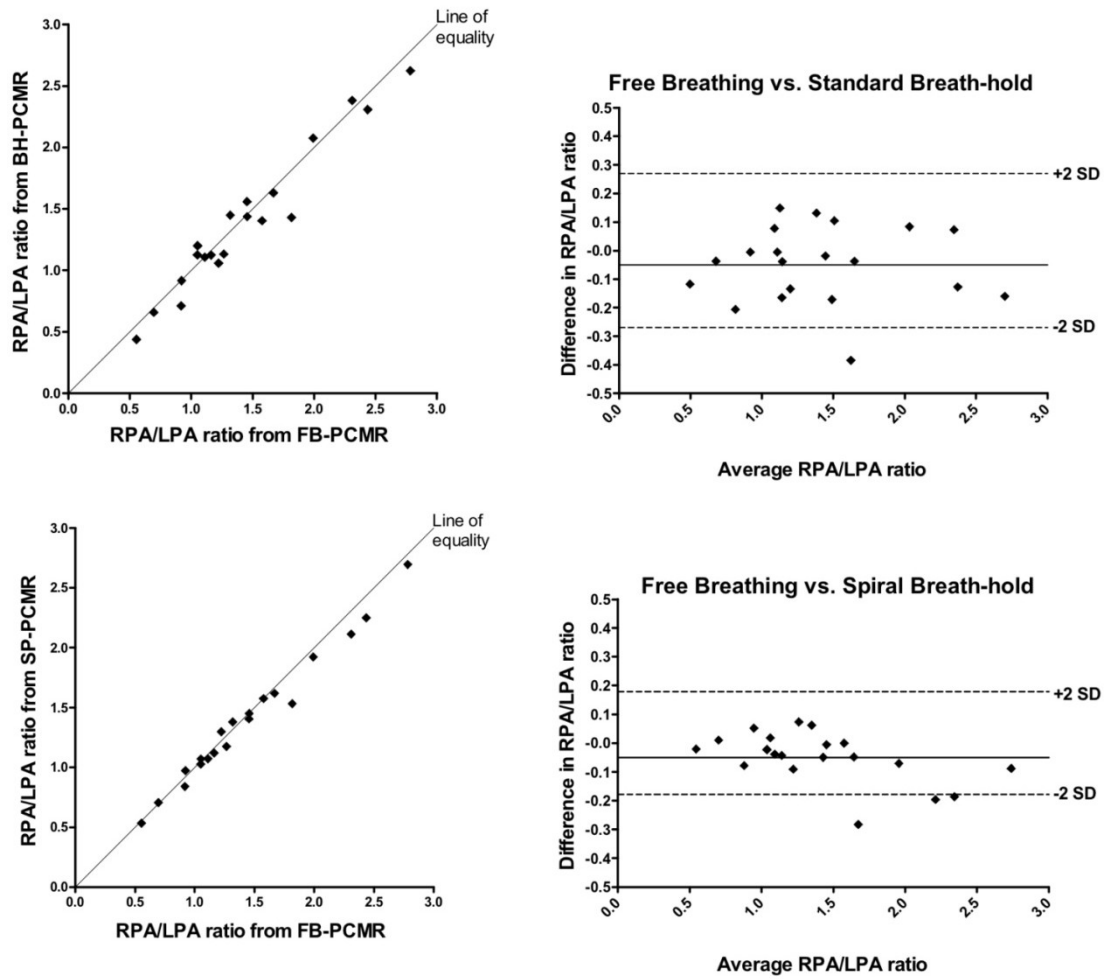 Line of
equality
3.0
2.5
2.0
1.5
1.0
0.5
0.0
RPA/LPA ratio from BH-PCMR
0.0 0.5 1.0 1.5 2.0 2.5 3.0
RPA/LPA ratio from FB-PCMR
Free Breathing vs. Standard Breath-hold
0.5
0.4
0.3
0.2
0.1
-0.0
-0.1
-0.2
-0.3
-0.4
-0.5
Difference in RPA/LPA ratio
+2 SD
-2 SD
0.0 0.5 1.0 1.5 2.0 2.5 3.0
Average RPA/LPA ratio
Line of
equality
3.0
2.5
2.0
1.5
1.0
0.5
0.0
RPA/LPA ratio from SP-PCMR
0.0 0.5 1.0 1.5 2.0 2.5 3.0
RPA/LPA ratio from FB-PCMR
Free Breathing vs. Spiral Breath-hold
0.5
0.4
0.3
0.2
0.1
-0.0
-0.1
-0.2
-0.3
-0.4
-0.5
Difference in RPA/LPA ratio
+2 SD
-2 SD
0.0 0.5 1.0 1.5 2.0 2.5 3.0
Average RPA/LPA ratio